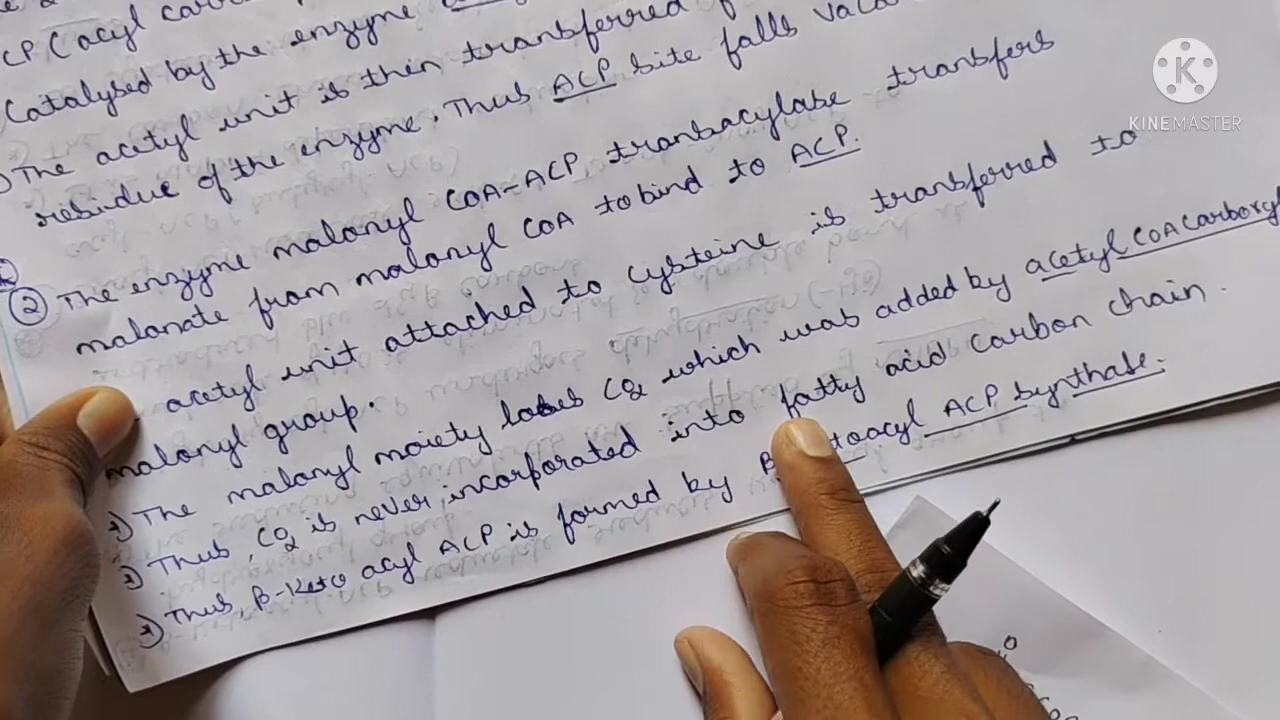 CP (acyl
Catalysed by the enzyme
The acetyl unit is then transferred
residue of the enzyme. Thus ACP site falls
② The enzyme malonyl COA-ACP, transacylase transfers
malonate from malonyl COA to bind to ACP.
acetyl unit attached to cysteine is transferred to
malonyl group.
The malonyl moiety loses CO2 which was added by acetyl COA carboxy
Thus, CO2 is never incorporated into fatty acid carbon chain.
Thus, β-Keto acyl ACP is formed by β toacyl ACP synthase.
K
KINEMASTER